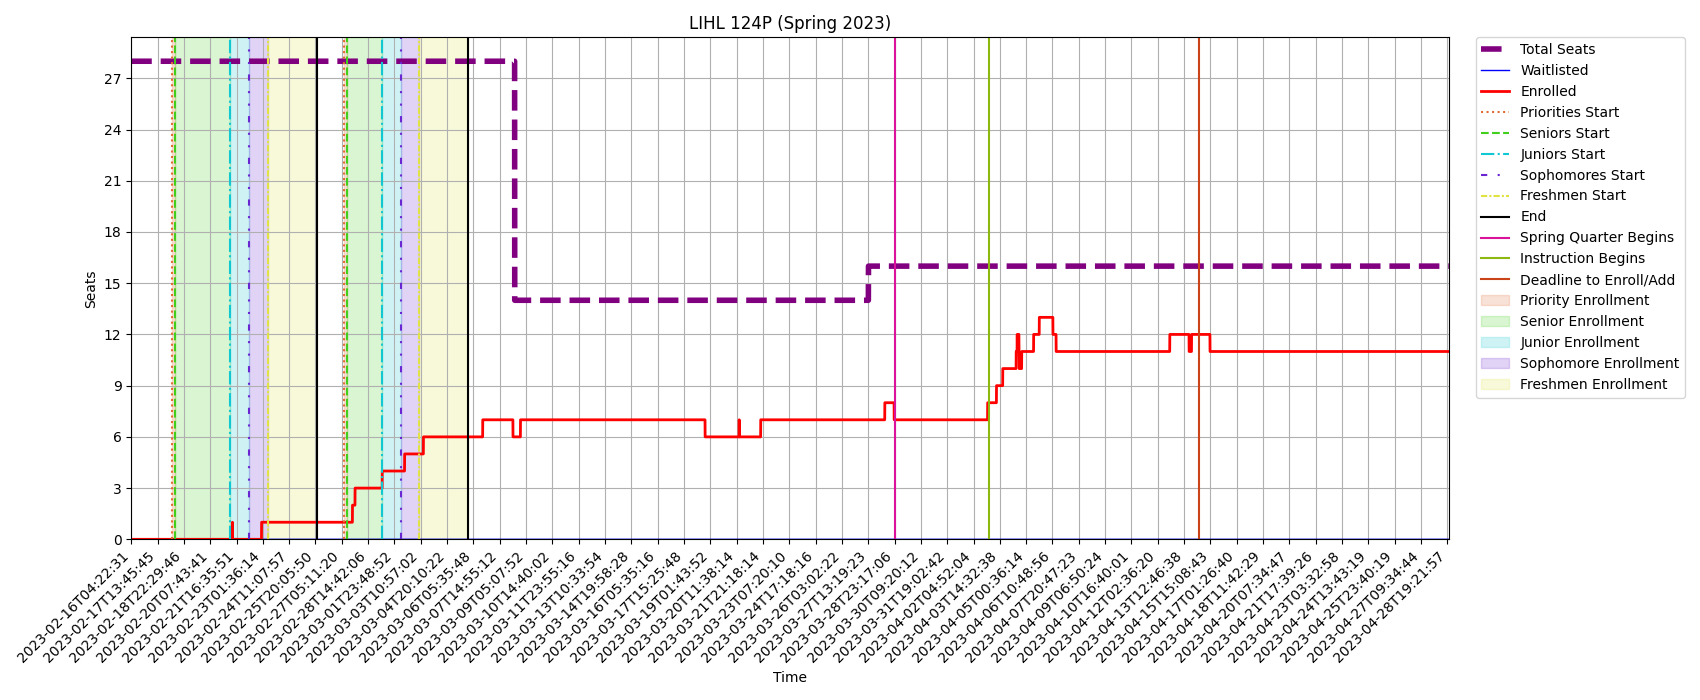 LIHL 124P (Spring 2023)
Seats
27
24
21
18
15
12
9
6
3
0
2023-02-16T04:22:31
2023-02-17T13:45:45
2023-02-18T22:29:46
2023-02-20T07:43:41
2023-02-21T16:35:51
2023-02-23T01:36:14
2023-02-24T11:07:57
2023-02-25T20:05:50
2023-02-27T05:11:20
2023-02-28T14:42:06
2023-03-01T23:48:52
2023-03-03T10:57:02
2023-03-04T20:10:22
2023-03-06T05:35:48
2023-03-07T14:55:12
2023-03-09T05:07:52
2023-03-10T14:40:02
2023-03-11T23:55:16
2023-03-13T10:33:54
2023-03-14T19:58:28
2023-03-16T05:35:16
2023-03-17T15:25:48
2023-03-19T01:43:52
2023-03-20T11:38:14
2023-03-21T21:18:14
2023-03-23T07:20:10
2023-03-24T17:18:16
2023-03-26T03:02:22
2023-03-27T13:19:23
2023-03-28T23:17:06
2023-03-30T09:20:12
2023-03-31T19:02:42
2023-04-02T04:52:04
2023-04-03T14:32:38
2023-04-05T00:36:14
2023-04-06T10:48:56
2023-04-07T20:47:23
2023-04-09T06:50:24
2023-04-10T16:40:01
2023-04-12T02:36:20
2023-04-13T12:46:38
2023-04-15T15:08:43
2023-04-17T01:26:40
2023-04-18T11:42:29
2023-04-20T07:34:47
2023-04-21T17:39:26
2023-04-23T03:32:58
2023-04-24T13:43:19
2023-04-25T23:40:19
2023-04-27T09:34:44
2023-04-28T19:21:57
Time
Total Seats
Waitlisted
Enrolled
Priorities Start
Seniors Start
Juniors Start
Sophomores Start
Freshmen Start
End
Spring Quarter Begins
Instruction Begins
Deadline to Enroll/Add
Priority Enrollment
Senior Enrollment
Junior Enrollment
Sophomore Enrollment
Freshmen Enrollment